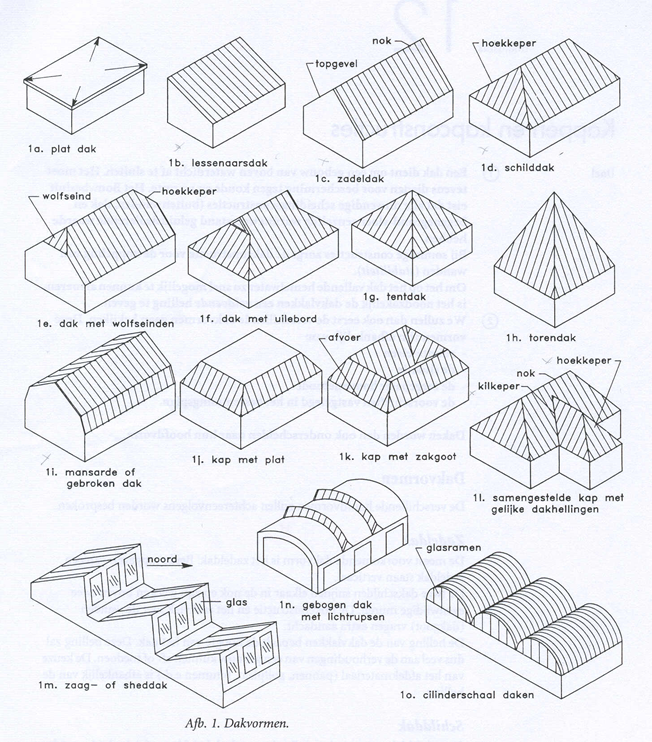 nok
hoekkeper
topgevel
1a. plat dak
1b. lessenaarsdak
1c. zadeldak
1d. schilddak
wolfseind
hoekkeper
1e. dak met wolfseinden
1f. dak met uilebord
1g. tentdak
1h. torendak
afvoer
hoekkeper
nok
kilkeper
1i. mansarde of
gebroken dak
1j. kap met plat
1k. kap met zakgoot
1l. samengestelde kap met
gelijke dakhellingen
noord
glas
glasramen
1m. zaag- of sheddak
1n. gebogen dak
met lichtrupsen
1o. cilinderschaal daken
Afb. 1. Dakvormen.